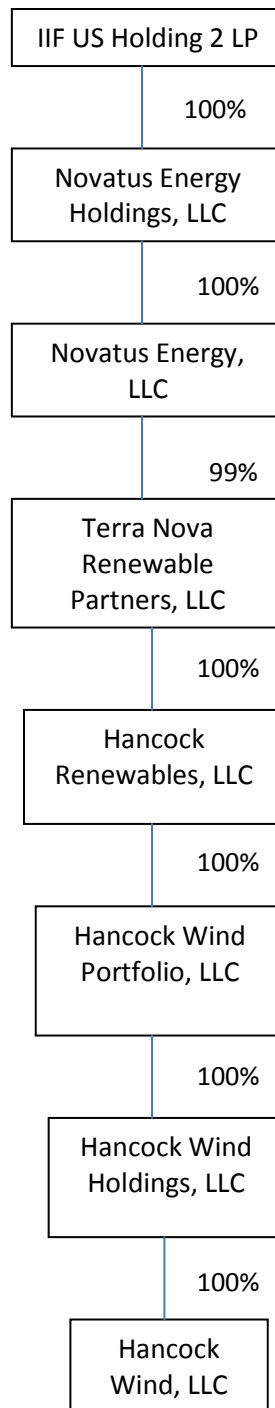 IIF US Holding 2 LP
100%
Novatus Energy
Holdings, LLC
100%
Novatus Energy,
LLC
99%
Terra Nova
Renewable
Partners, LLC
100%
Hancock
Renewables, LLC
100%
Hancock Wind
Portfolio, LLC
100%
Hancock Wind
Holdings, LLC
100%
Hancock
Wind, LLC